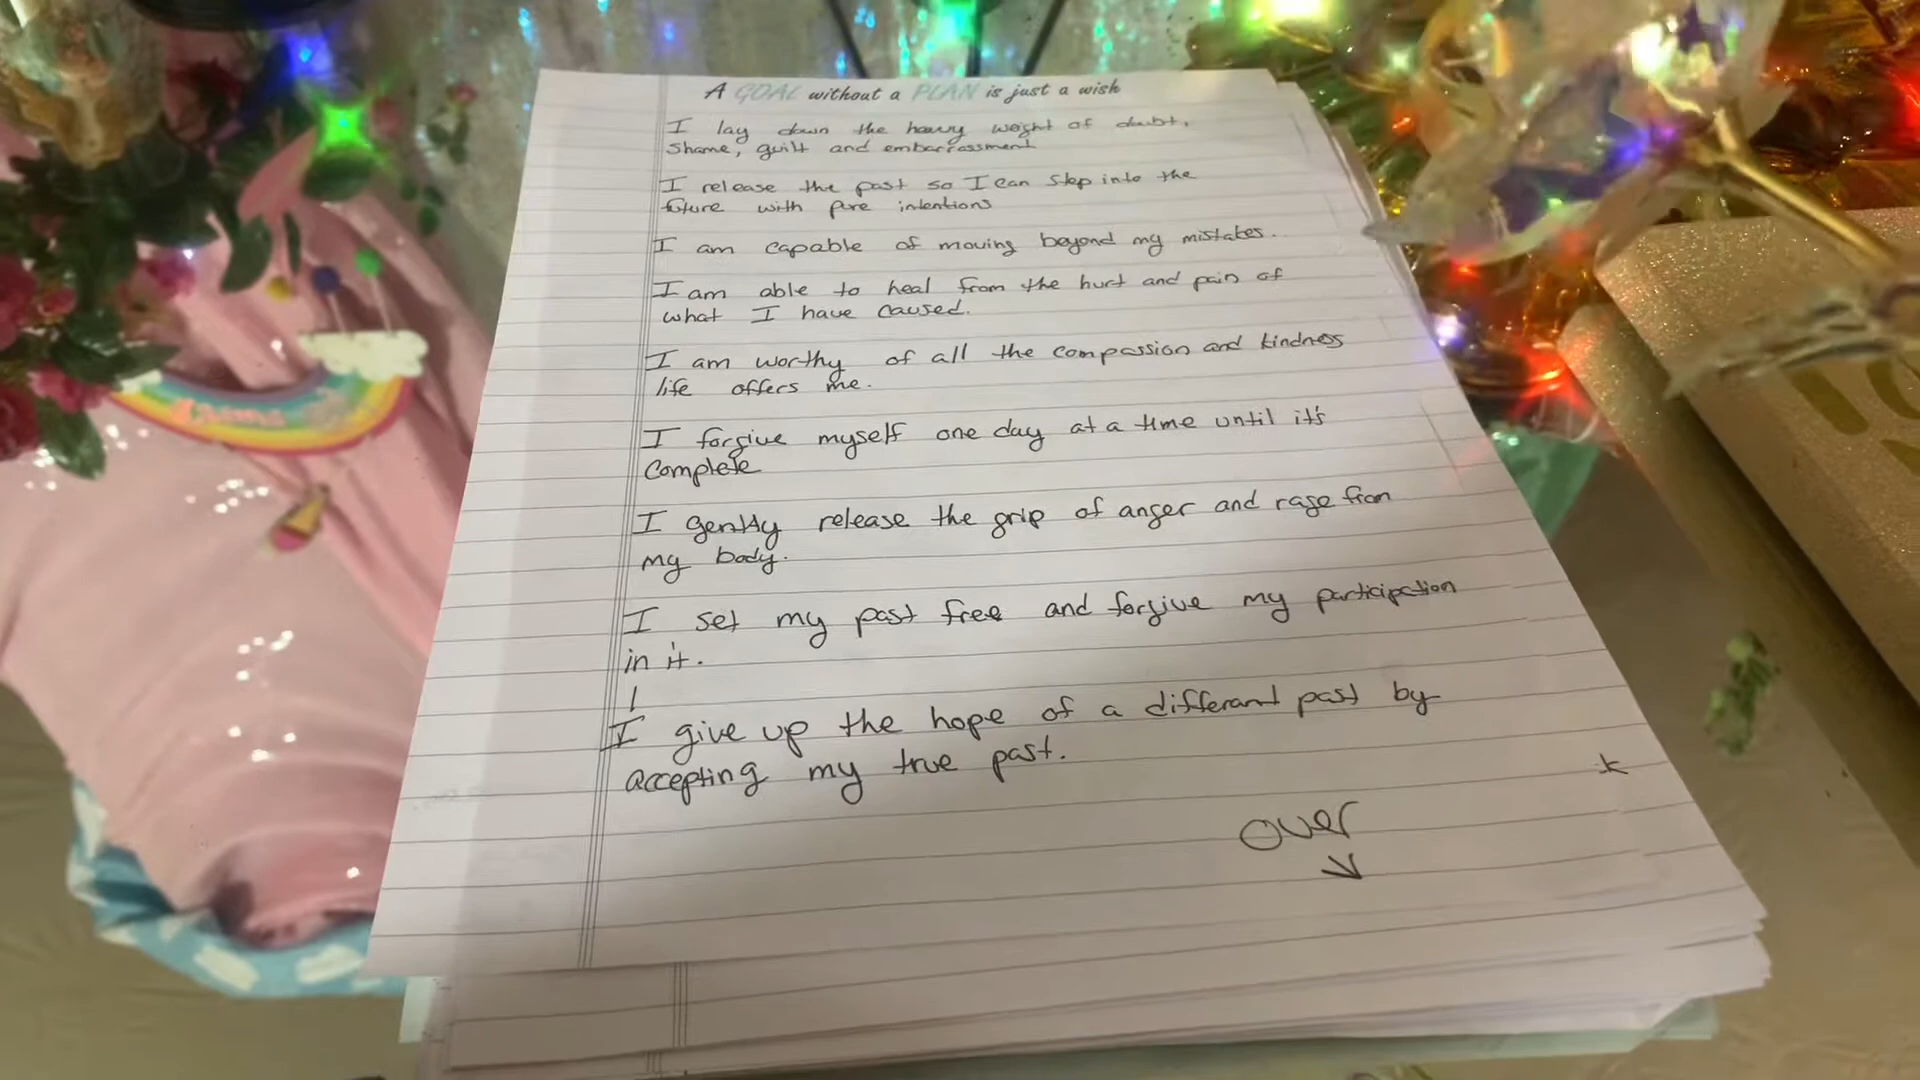 A GOAL without a PLAN is just a wish
I lay down the heavy weight of doubt,
shame, guilt and embarrassment
I release the past so I can step into the
future with pure intentions
I am capable of moving beyond my mistakes.
I am able to heal from the hurt and pain of
what I have caused.
I am worthy of all the compassion and kindness
life offers me.
I forgive myself one day at a time until it's
complete
I gently release the grip of anger and rage from
my body.
I set my past free and forgive my participation
in it.
I give up the hope of a different past by
accepting my true past.
over